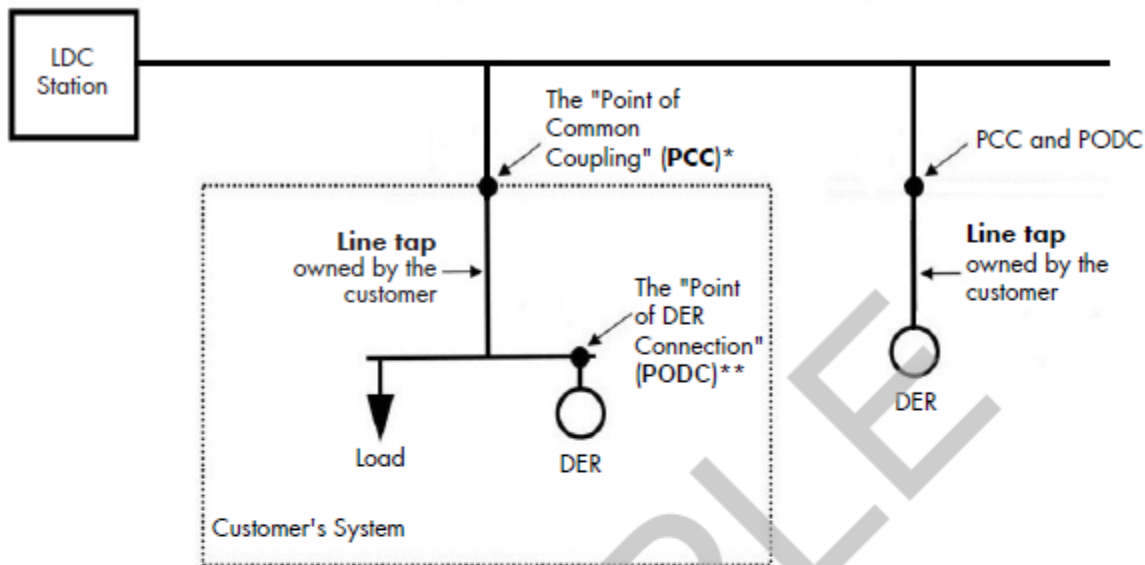 LDC
Station
The "Point of
Common
Coupling" (PCC)*
PCC and PODC
Line tap
owned by the
customer
Line tap
owned by the
customer
The "Point
of DER
Connection"
(PODC)**
Load
DER
DER
Customer's System